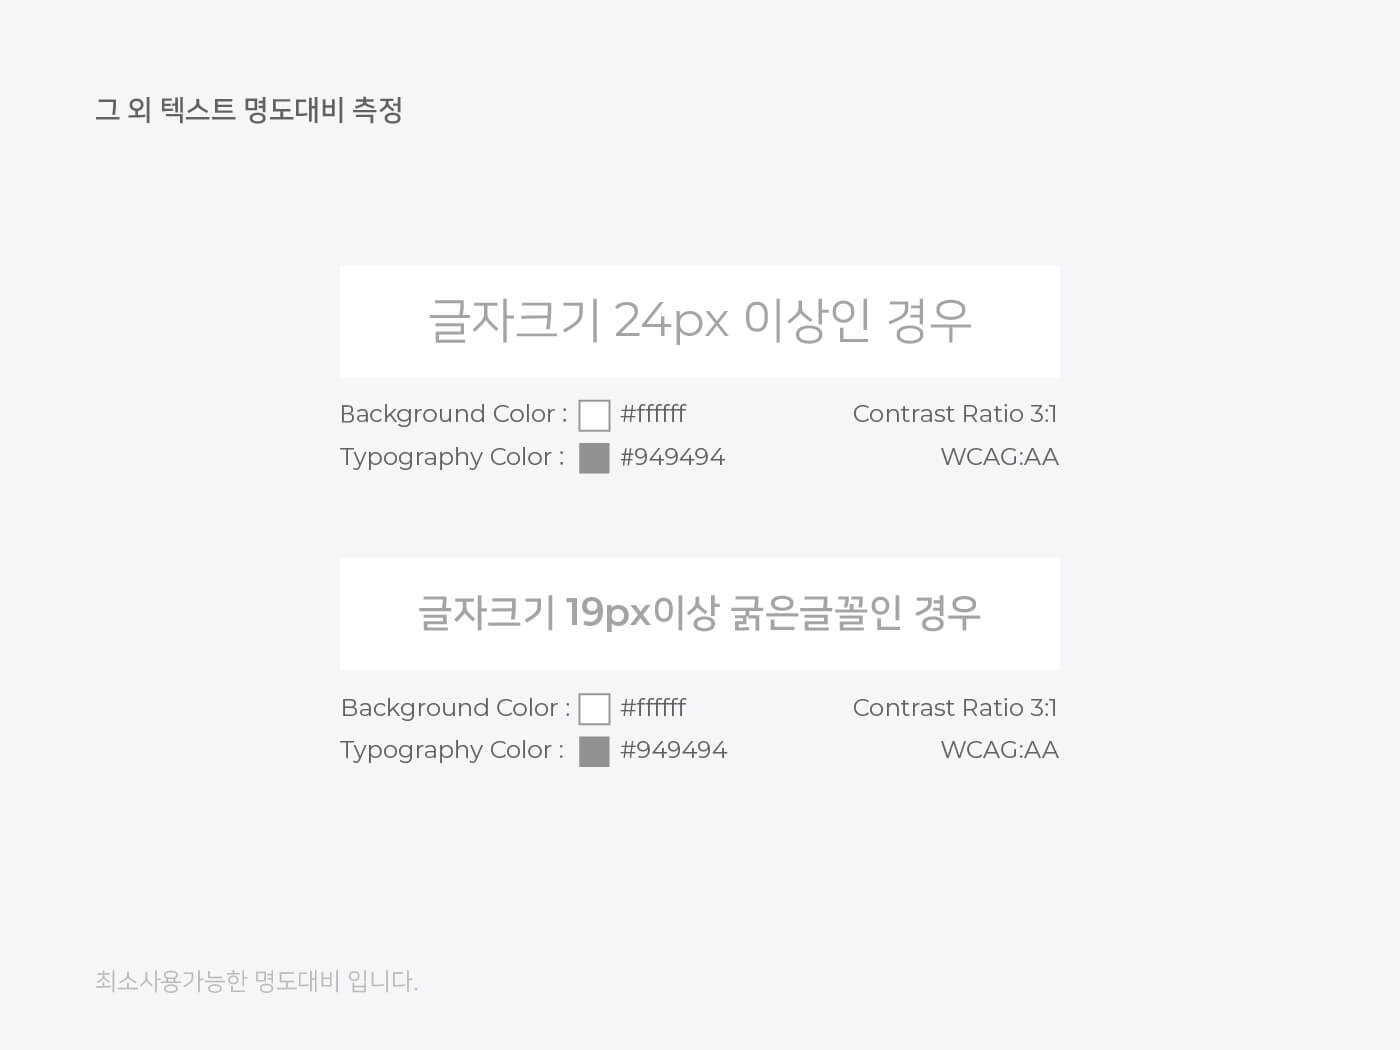 그 외 텍스트 명도대비 측정
글자크기 24px 이상인 경우
Background Color : #ffffff Contrast Ratio 3:1
Typography Color : #949494 WCAG:AA
글자크기 19px이상 굵은글꼴인 경우
Background Color : #ffffff Contrast Ratio 3:1
Typography Color : #949494 WCAG:AA
최소사용가능한 명도대비 입니다.